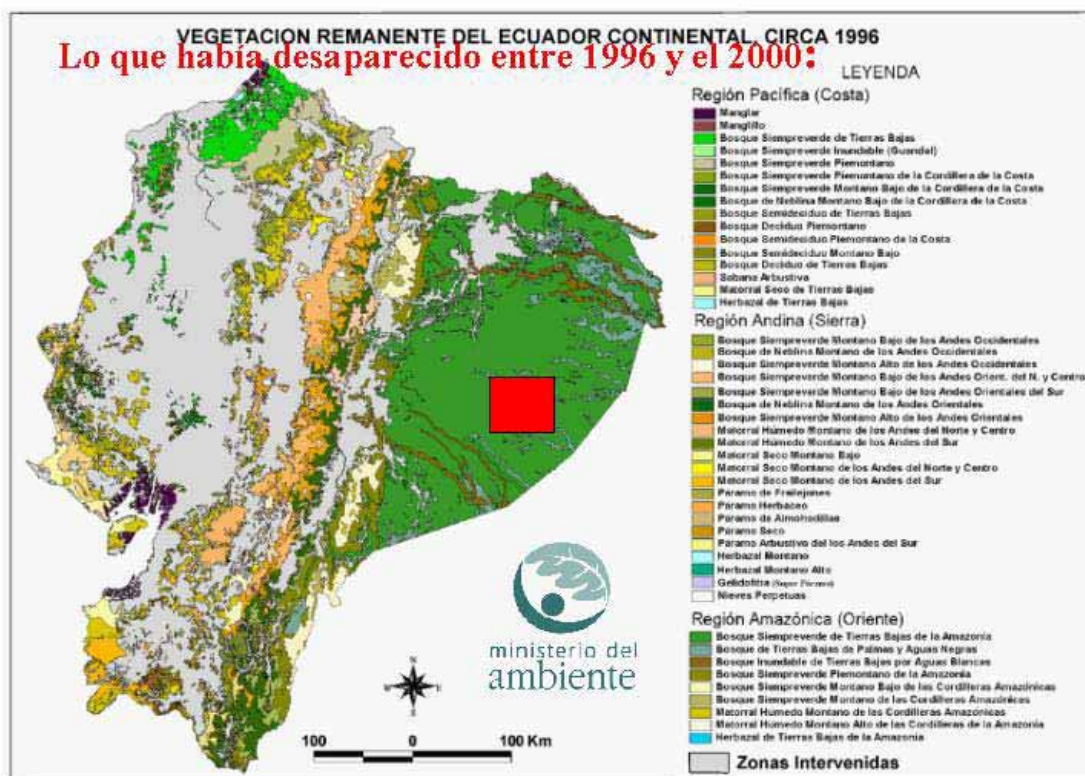 VEGETACION REMANENTE DEL ECUADOR CONTINENTAL, CIRCA 1996
Lo que había desaparecido entre 1996 y el 2000:
LEYENDA
Región Pacífica (Costa)
Manglar
Manglillo
Bosque Siempreverde de Tierras Bajas
Bosque Siempreverde Inundable (Guandal)
Bosque Siempreverde Piemontano
Bosque Siempreverde Piemontano de la Cordillera de la Costa
Bosque Siempreverde Montano Bajo de la Cordillera de la Costa
Bosque de Neblina Montano Bajo de la Cordillera de la Costa
Bosque Semideciduo de Tierras Bajas
Bosque Deciduo Piemontano
Bosque Semideciduo Piemontano de la Costa
Bosque Semideciduo Montano Bajo
Bosque Deciduo de Tierras Bajas
Sabana Arbustiva
Matorral Seco de Tierras Bajas
Herbazal de Tierras Bajas
Región Andina (Sierra)
Bosque Siempreverde Montano Bajo de los Andes Occidentales
Bosque de Neblina Montano de los Andes Occidentales
Bosque Siempreverde Montano Alto de los Andes Occidentales
Bosque Siempreverde Montano Bajo de los Andes Orient. del N. y Centro
Bosque Siempreverde Montano Bajo de los Andes Orientales del Sur
Bosque de Neblina Montano de los Andes Orientales
Bosque Siempreverde Montano Alto de los Andes Orientales
Matorral Húmedo Montano de los Andes del Norte y Centro
Matorral Húmedo Montano de los Andes del Sur
Matorral Seco Montano Bajo
Matorral Seco Montano de los Andes del Norte y Centro
Matorral Seco Montano de los Andes del Sur
Páramo de Frailejones
Páramo Herbáceo
Páramo de Almohadillas
Páramo Seco
Páramo Arbustivo de los Andes del Sur
Herbazal Montano
Herbazal Montano Alto
Gelidofitia (Super Páramo)
Nieves Perpetuas
Región Amazónica (Oriente)
Bosque Siempreverde de Tierras Bajas de la Amazonía
Bosque de Tierras Bajas de Palmas y Aguas Negras
Bosque Inundable de Tierras Bajas por Aguas Blancas
Bosque Siempreverde Piemontano de la Amazonía
Bosque Siempreverde Montano Bajo de las Cordilleras Amazónicas
Bosque Siempreverde Montano de las Cordilleras Amazónicas
Matorral Húmedo Montano de las Cordilleras Amazónicas
Matorral Húmedo Montano Alto de las Cordilleras de la Amazonía
Herbazal de Tierras Bajas de la Amazonía
Zonas Intervenidas
ministerio del
ambiente
N
W E
S
100 0 100 Km